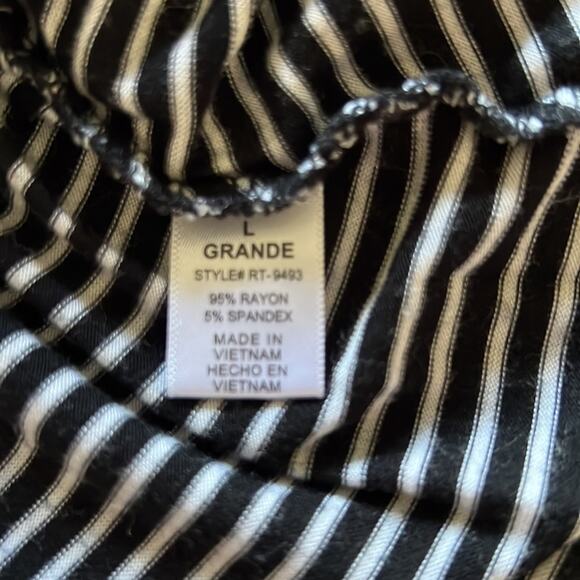 L
GRANDE
STYLE# RT-9493
95% RAYON
5% SPANDEX
MADE IN
VIETNAM
HECHO EN
VIETNAM